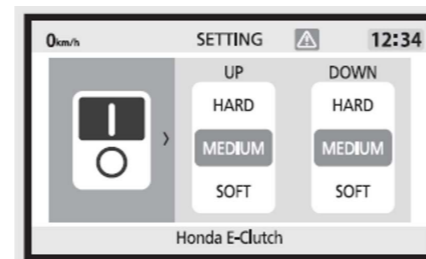 0km/h SETTING 12:34
UP DOWN
HARD HARD
MEDIUM MEDIUM
SOFT SOFT
Honda E-Clutch